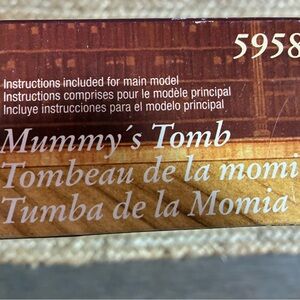 5958
Instructions included for main model
Instructions comprises pour le modèle principal
Incluye instrucciones para el modelo principal
Mummy's Tomb
Tombeau de la momi
Tumba de la Momia